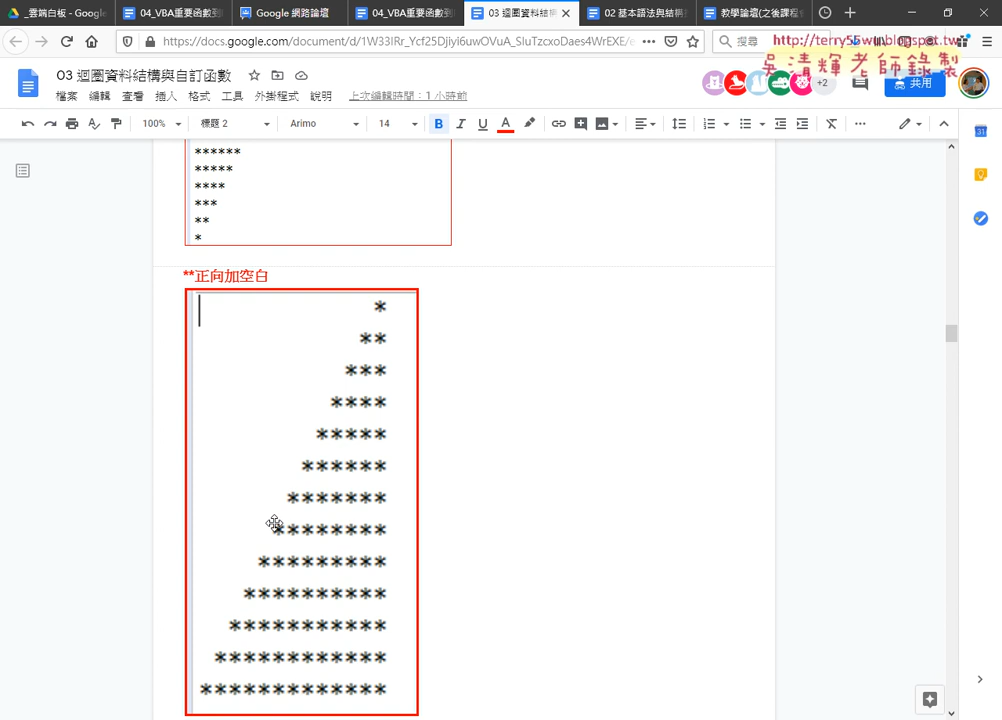 _雲端白板 - Google
04_VBA重要函數到
Google 網路論壇
04_VBA重要函數到
03 迴圈資料結構
02 基本語法與結構
教學論壇(之後課程
https://docs.google.com/document/d/1W33IRr_Ycf25Djiyi6uwOVuA_SIuTzcxoDaes4WrEXE/e
搜尋
http://terry55wu.blogspot.tw
吳清輝老師錄製
03 迴圈資料結構與自訂函數
檔案 編輯 查看 插入 格式 工具 外掛程式 說明 上次編輯時間：1 小時前
+2
共用
100% 標題 2 Arimo 14 B I U A
31
******
*****
****
***
**
*
**正向加空白
*
**
***
****
*****
******
*******
********
*********
**********
***********
************
*************